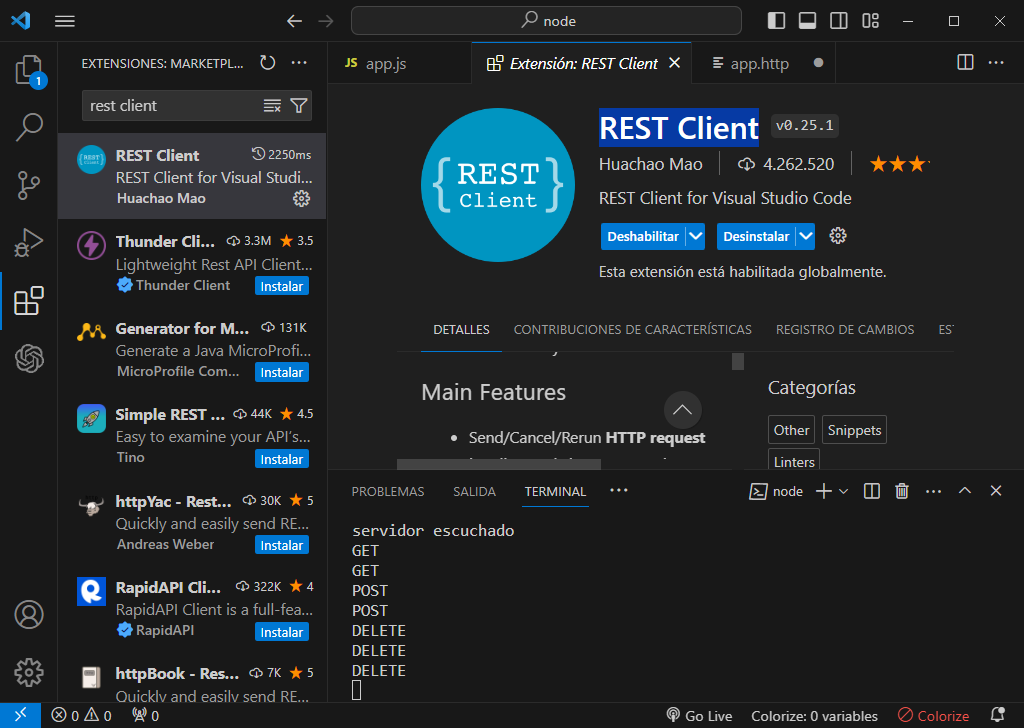 node
EXTENSIONES: MARKETPL...
rest client
1
REST Client
2250ms
REST Client for Visual Studi...
Huachao Mao
Thunder Cli...
3.3M
3.5
Lightweight Rest API Client...
Thunder Client
Instalar
Generator for M...
131K
Generate a Java MicroProfi...
MicroProfile Com...
Instalar
Simple REST ...
44K
4.5
Easy to examine your API's...
Tino
Instalar
httpYac - Rest...
30K
5
Quickly and easily send RE...
Andreas Weber
Instalar
RapidAPI Cli...
322K
4
RapidAPI Client is a full-fea...
RapidAPI
Instalar
httpBook - Res...
7K
5
Quickly and easily send RE...
JS app.js
Extensión: REST Client
app.http
{REST
Client}
REST Client
v0.25.1
Huachao Mao
4.262.520
REST Client for Visual Studio Code
Deshabilitar
Desinstalar
Esta extensión está habilitada globalmente.
DETALLES
CONTRIBUCIONES DE CARACTERÍSTICAS
REGISTRO DE CAMBIOS
ES
Main Features
• Send/Cancel/Rerun HTTP request
Categorías
Other
Snippets
Linters
PROBLEMAS
SALIDA
TERMINAL
node
servidor escuchado
GET
GET
POST
POST
DELETE
DELETE
DELETE
0
0
0
Go Live
Colorize: 0 variables
Colorize